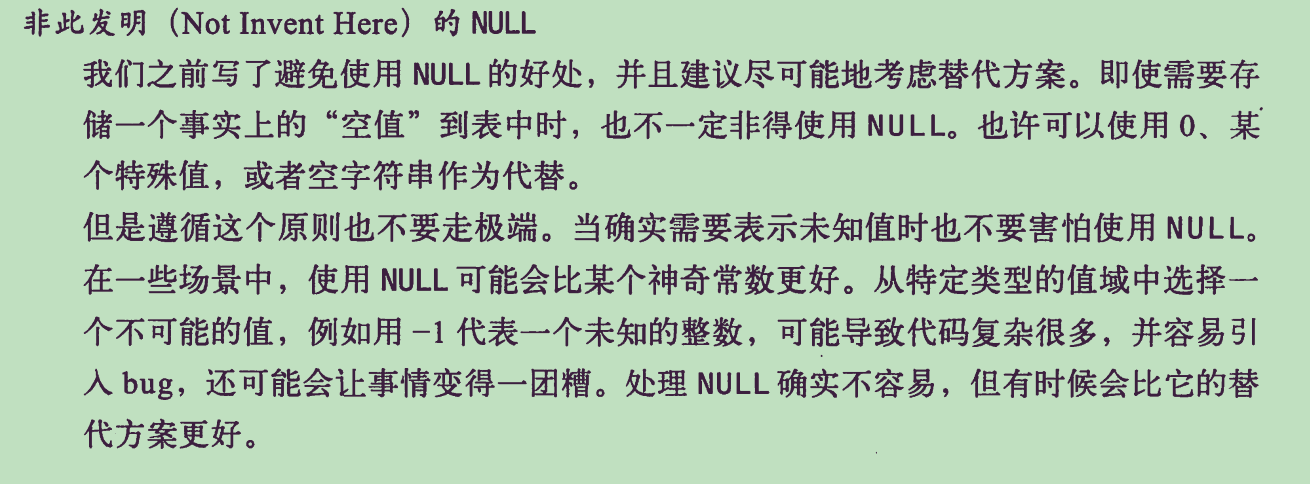 非此发明（Not Invent Here）的 NULL
我们之前写了避免使用 NULL 的好处，并且建议尽可能地考虑替代方案。即使需要存
储一个事实上的“空值”到表中时，也不一定非得使用 NULL。也许可以使用 0、某
个特殊值，或者空字符串作为代替。
但是遵循这个原则也不要走极端。当确实需要表示未知值时也不要害怕使用 NULL。
在一些场景中，使用 NULL 可能会比某个神奇常数更好。从特定类型的值域中选择一
个不可能的值，例如用 −1 代表一个未知的整数，可能导致代码复杂很多，并容易引
入 bug，还可能会让事情变得一团糟。处理 NULL 确实不容易，但有时候会比它的替
代方案更好。